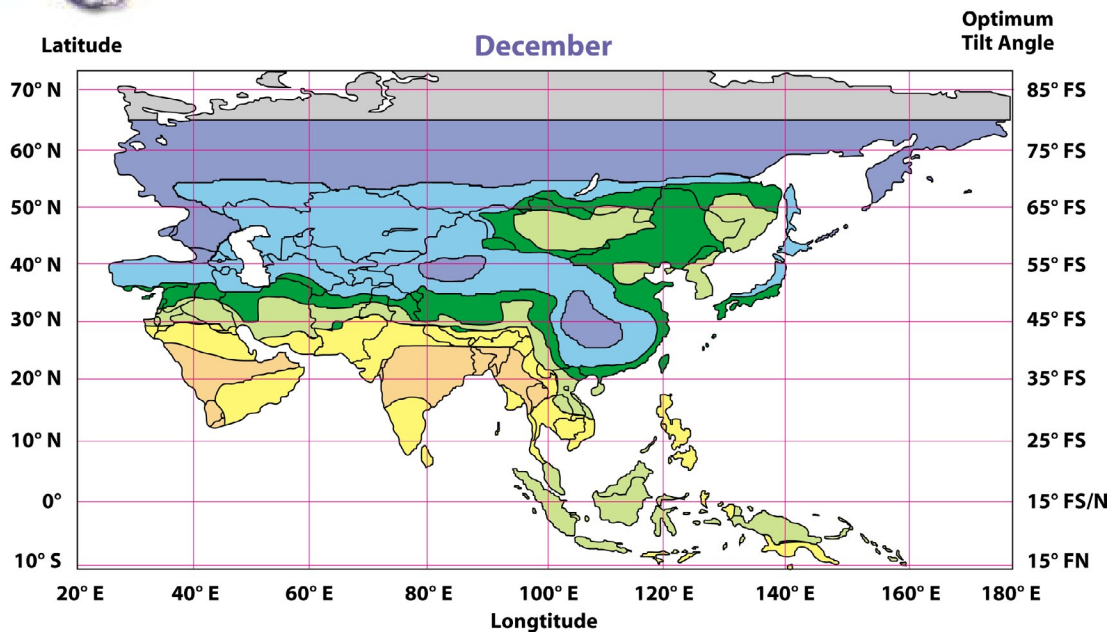 Optimum
Latitude December Tilt Angle
70° N 85° FS
60° N 75° FS
50° N 65° FS
40° N 55° FS
30° N 45° FS
20° N 35° FS
10° N 25° FS
0° 15° FS/N
10° S 15° FN
20° E 40° E 60° E 80° E 100° E 120° E 140° E 160° E 180° E
Longtitude